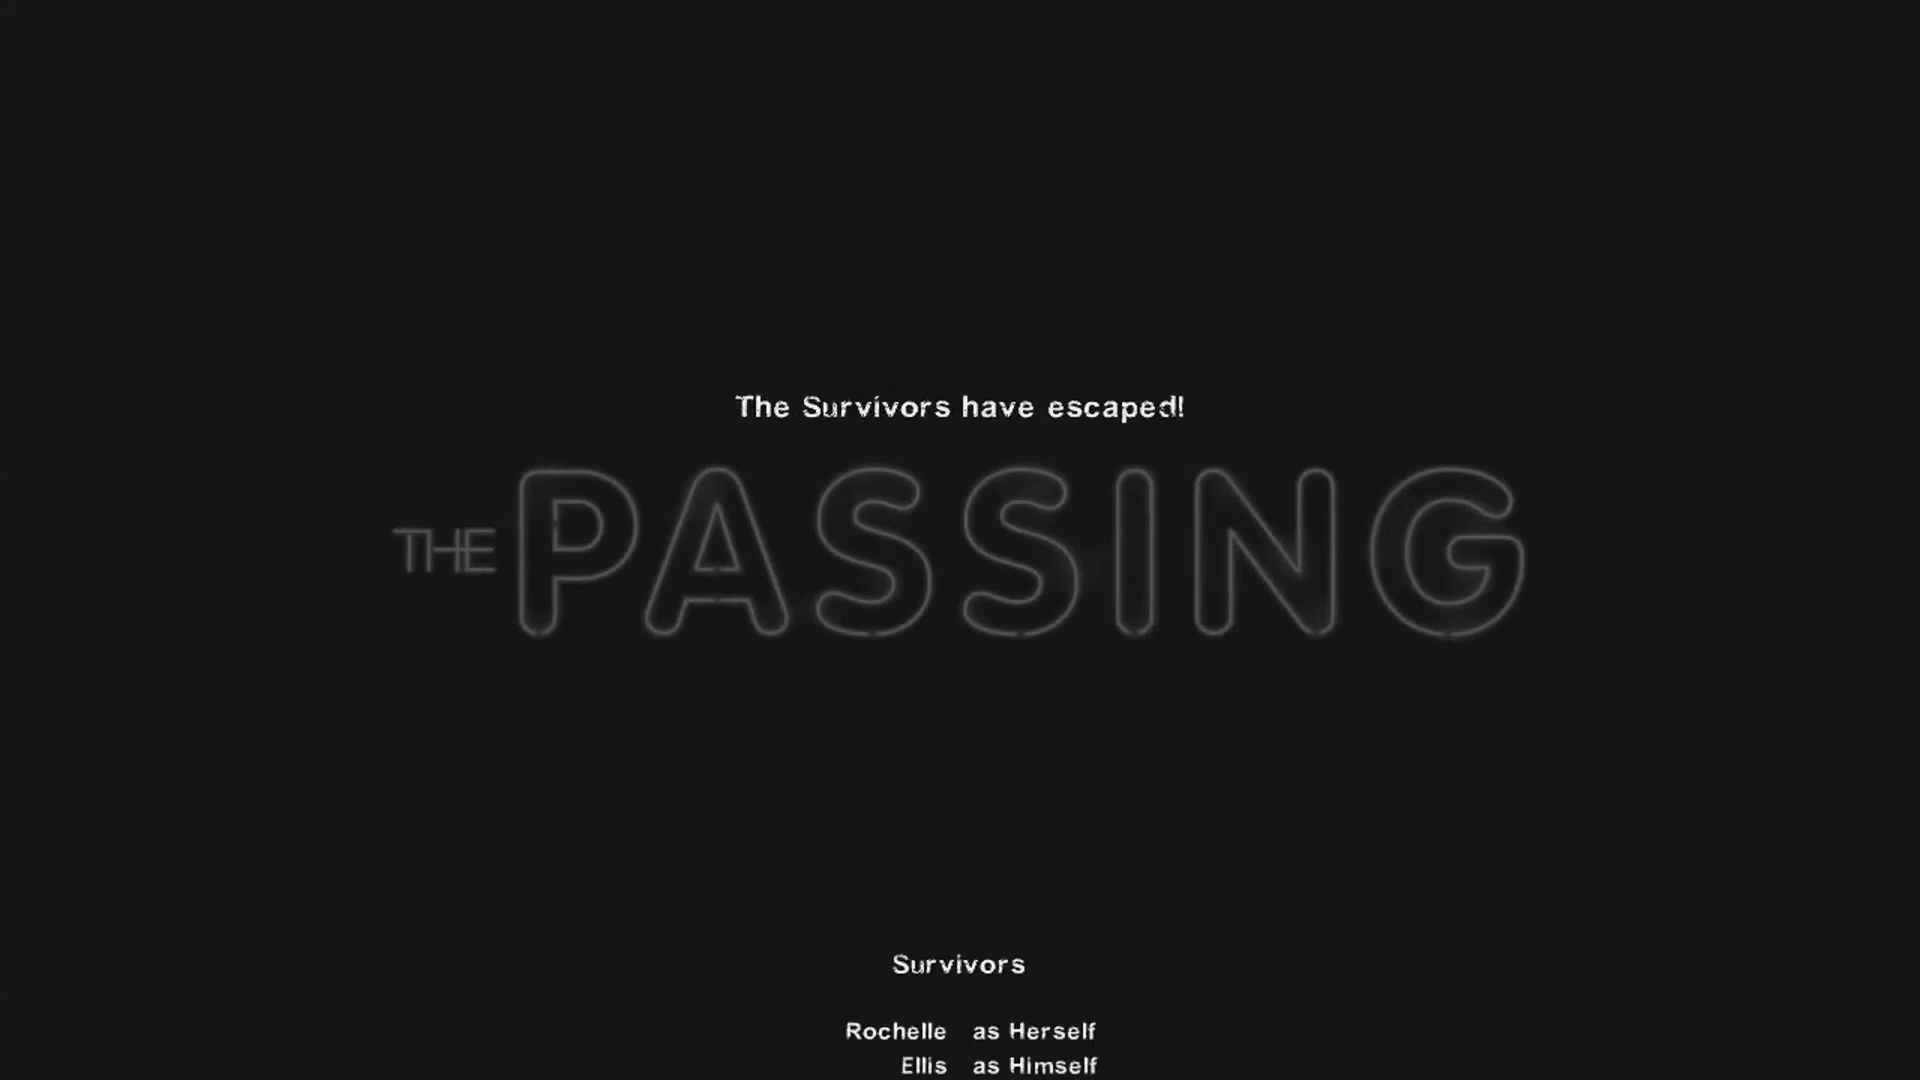 The Survivors have escaped!
THE PASSING
Survivors
Rochelle as Herself
Ellis as Himself